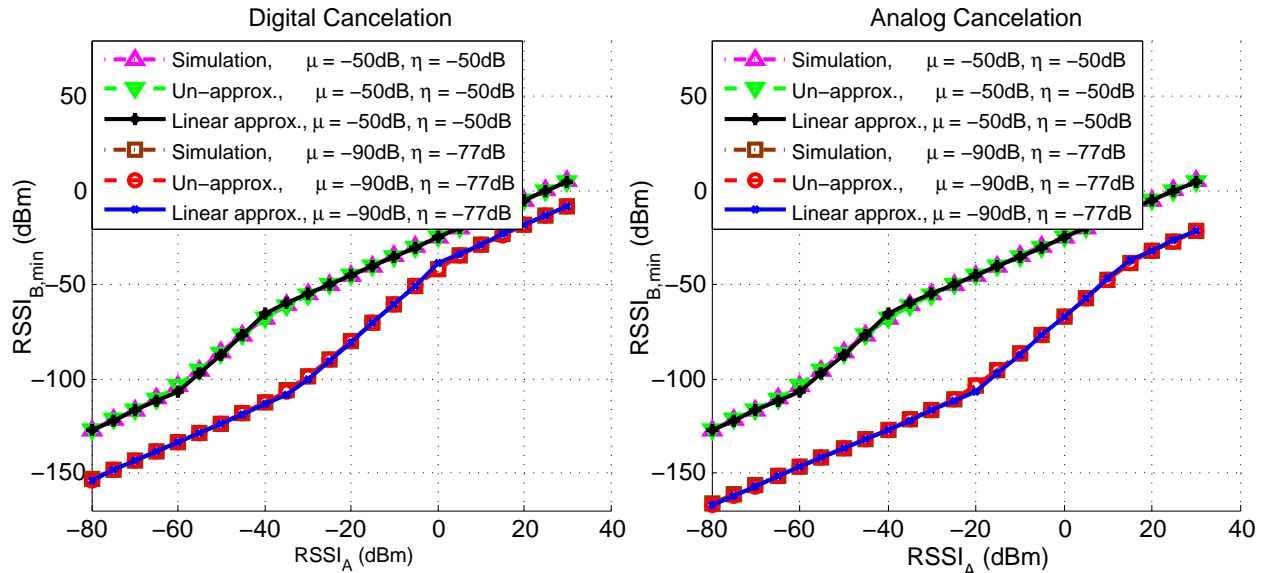 Digital Cancelation
Simulation, μ = −50dB, η = −50dB
Un−approx., μ = −50dB, η = −50dB
Linear approx., μ = −50dB, η = −50dB
Simulation, μ = −90dB, η = −77dB
Un−approx., μ = −90dB, η = −77dB
Linear approx., μ = −90dB, η = −77dB
50
0
−50
−100
−150
RSSI_B,min (dBm)
−80 −60 −40 −20 0 20 40
RSSI_A (dBm)
Analog Cancelation
Simulation, μ = −50dB, η = −50dB
Un−approx., μ = −50dB, η = −50dB
Linear approx., μ = −50dB, η = −50dB
Simulation, μ = −90dB, η = −77dB
Un−approx., μ = −90dB, η = −77dB
Linear approx., μ = −90dB, η = −77dB
50
0
−50
−100
−150
RSSI_B,min (dBm)
−80 −60 −40 −20 0 20 40
RSSI_A (dBm)